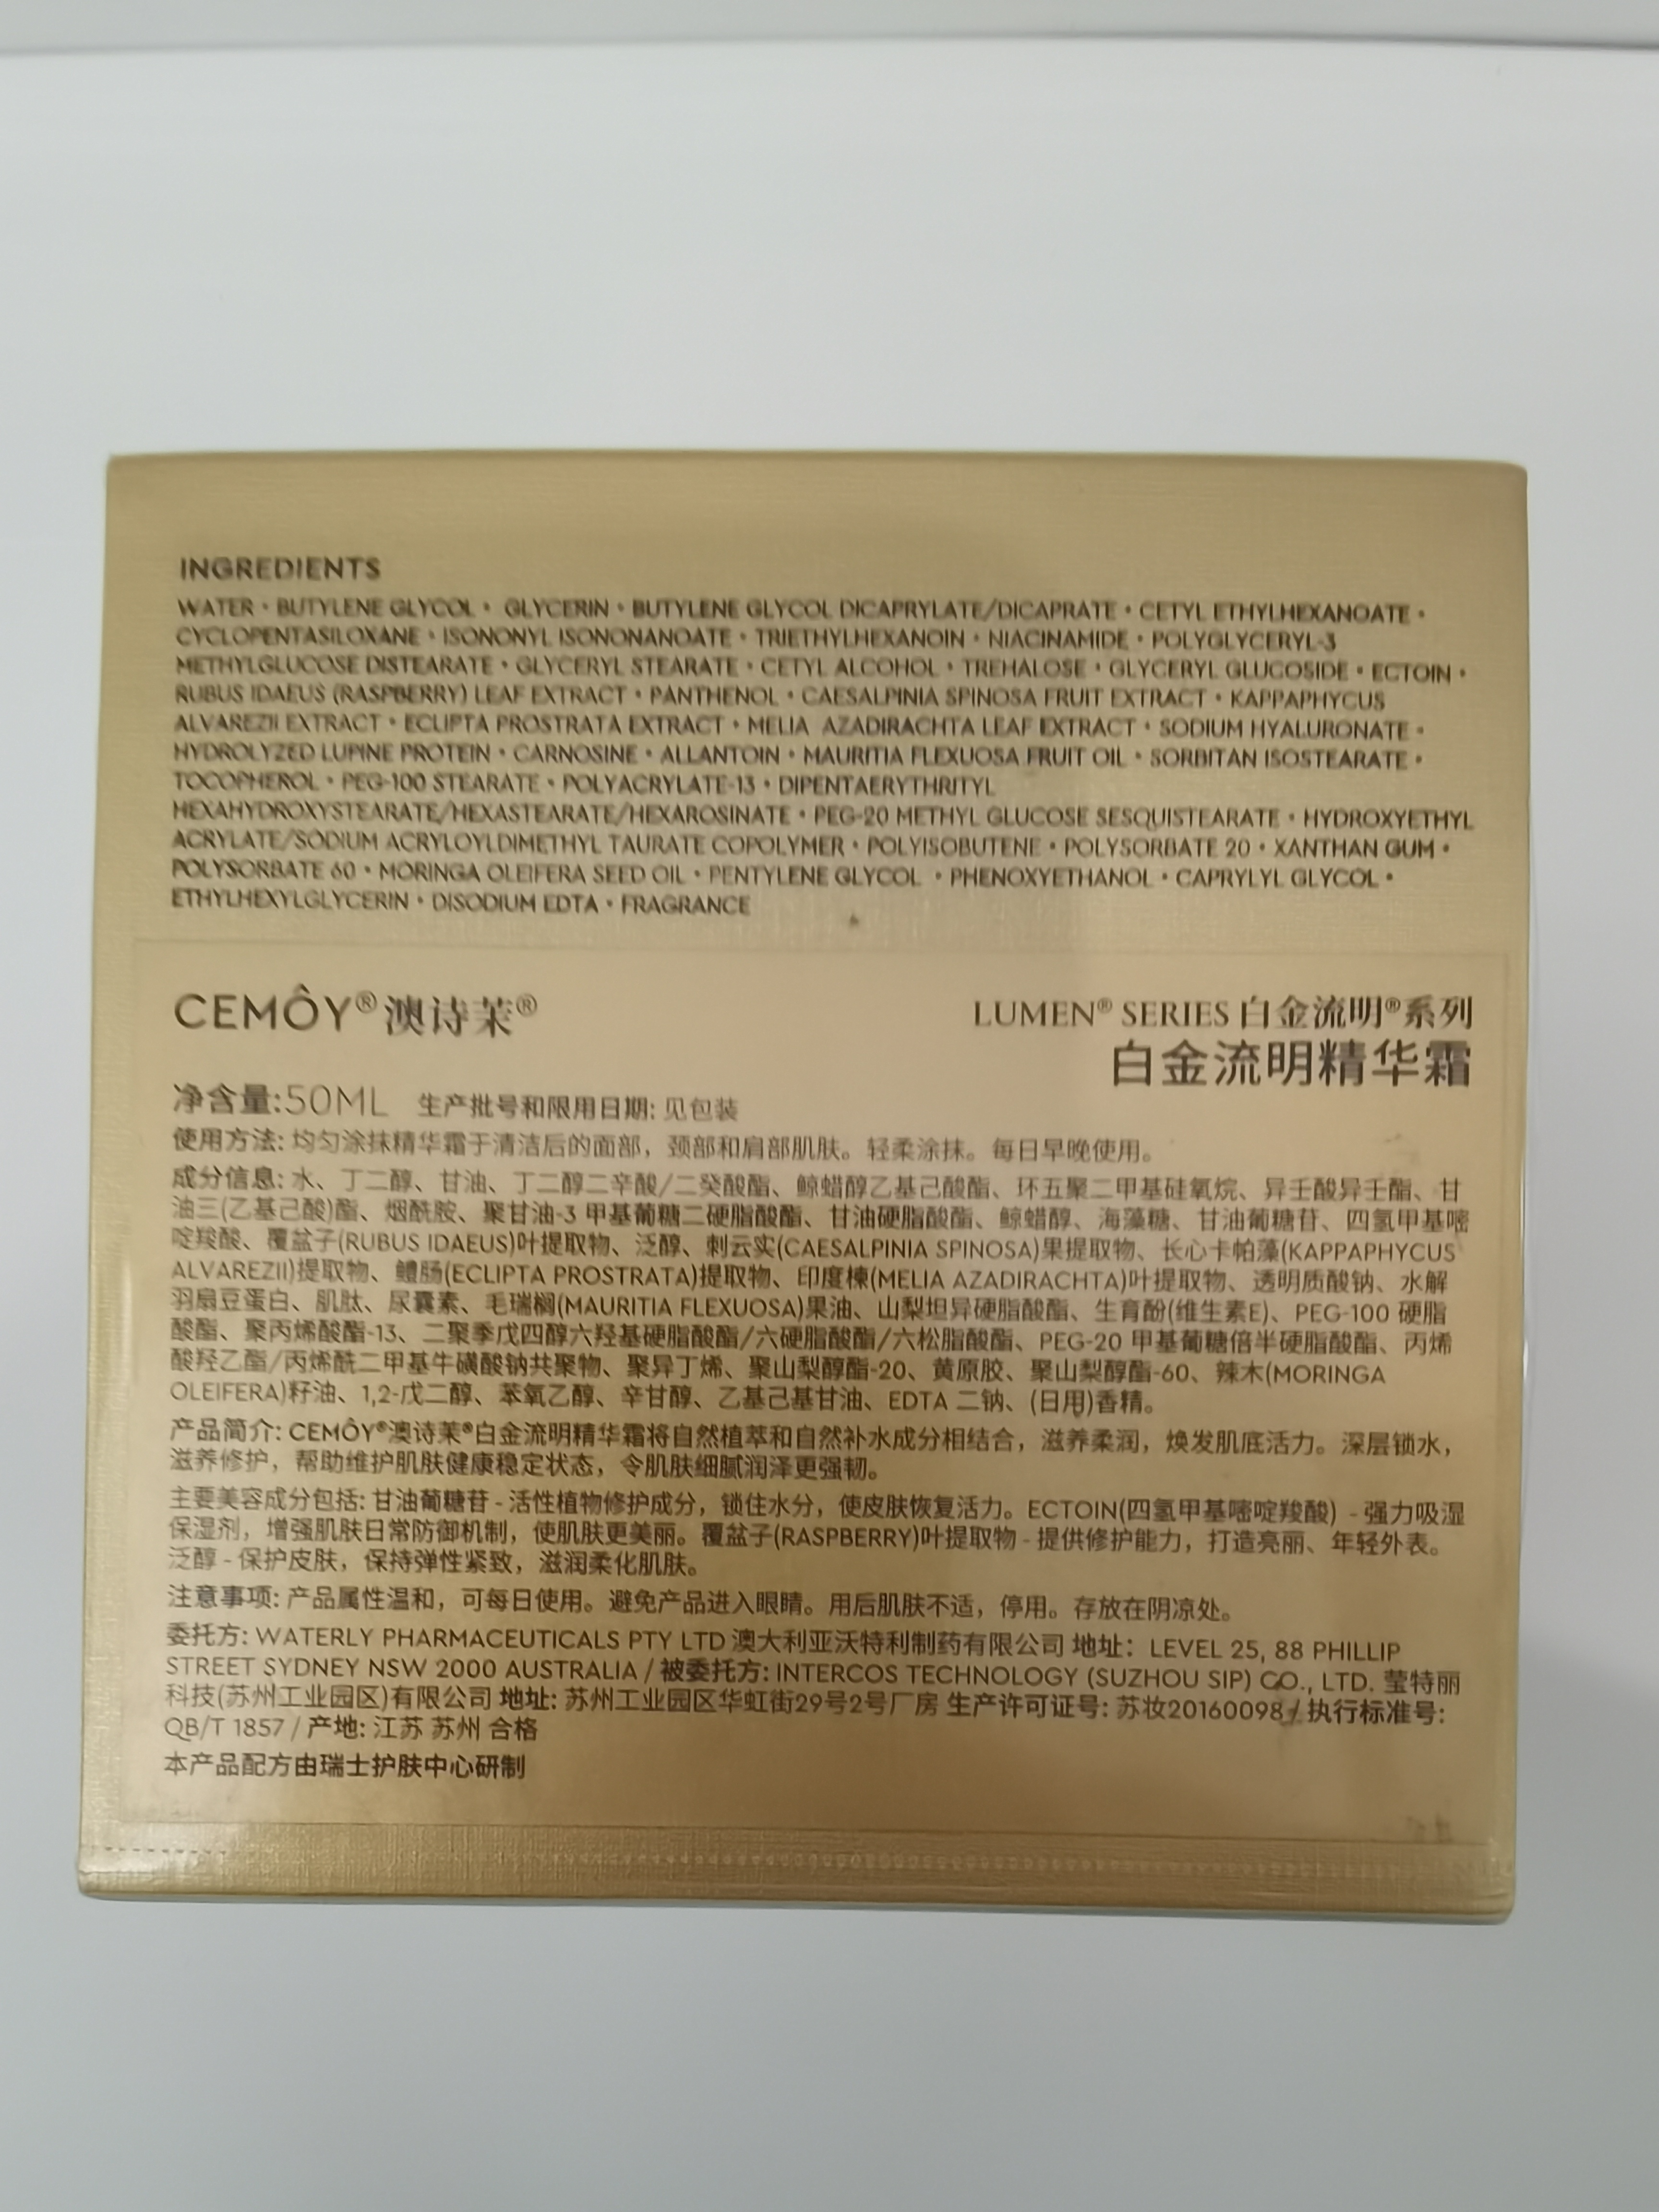 INGREDIENTS
WATER • BUTYLENE GLYCOL • GLYCERIN • BUTYLENE GLYCOL DICAPRYLATE/DICAPRATE • CETYL ETHYLHEXANOATE •
CYCLOPENTASILOXANE • ISONONYL ISONONANOATE • TRIETHYLHEXANOIN • NIACINAMIDE • POLYGLYCERYL-3
METHYLGLUCOSE DISTEARATE • GLYCERYL STEARATE • CETYL ALCOHOL • TREHALOSE • GLYCERYL GLUCOSIDE • ECTOIN •
RUBUS IDAEUS (RASPBERRY) LEAF EXTRACT • PANTHENOL • CAESALPINIA SPINOSA FRUIT EXTRACT • KAPPAPHYCUS
ALVAREZII EXTRACT • ECLIPTA PROSTRATA EXTRACT • MELIA AZADIRACHTA LEAF EXTRACT • SODIUM HYALURONATE •
HYDROLYZED LUPINE PROTEIN • CARNOSINE • ALLANTOIN • MAURITIA FLEXUOSA FRUIT OIL • SORBITAN ISOSTEARATE •
TOCOPHEROL • PEG-100 STEARATE • POLYACRYLATE-13 • DIPENTAERYTHRITYL
HEXAHYDROXYSTEARATE/HEXASTEARATE/HEXAROSINATE • PEG-20 METHYL GLUCOSE SESQUISTEARATE • HYDROXYETHYL
ACRYLATE/SODIUM ACRYLOYLDIMETHYL TAURATE COPOLYMER • POLYISOBUTENE • POLYSORBATE 20 • XANTHAN GUM •
POLYSORBATE 60 • MORINGA OLEIFERA SEED OIL • PENTYLENE GLYCOL • PHENOXYETHANOL • CAPRYLYL GLYCOL •
ETHYLHEXYLGLYCERIN • DISODIUM EDTA • FRAGRANCE
CEMÔY®澳诗茉®
LUMEN® SERIES 白金流明®系列
白金流明精华霜
净含量:50ML 生产批号和限用日期: 见包装
使用方法: 均匀涂抹精华霜于清洁后的面部，颈部和肩部肌肤。轻柔涂抹。每日早晚使用。
成分信息: 水、丁二醇、甘油、丁二醇二辛酸/二癸酸酯、鲸蜡醇乙基己酸酯、环五聚二甲基硅氧烷、异壬酸异壬酯、甘
油三(乙基己酸)酯、烟酰胺、聚甘油-3 甲基葡糖二硬脂酸酯、甘油硬脂酸酯、鲸蜡醇、海藻糖、甘油葡糖苷、四氢甲基嘧
啶羧酸、覆盆子(RUBUS IDAEUS)叶提取物、泛醇、刺云实(CAESALPINIA SPINOSA)果提取物、长心卡帕藻(KAPPAPHYCUS
ALVAREZII)提取物、鳢肠(ECLIPTA PROSTRATA)提取物、印度楝(MELIA AZADIRACHTA)叶提取物、透明质酸钠、水解
羽扇豆蛋白、肌肽、尿囊素、毛瑞榈(MAURITIA FLEXUOSA)果油、山梨坦异硬脂酸酯、生育酚(维生素E)、PEG-100 硬脂
酸酯、聚丙烯酸酯-13、二聚季戊四醇六羟基硬脂酸酯/六硬脂酸酯/六松脂酸酯、PEG-20 甲基葡糖倍半硬脂酸酯、丙烯
酸羟乙酯/丙烯酰二甲基牛磺酸钠共聚物、聚异丁烯、聚山梨醇酯-20、黄原胶、聚山梨醇酯-60、辣木(MORINGA
OLEIFERA)籽油、1,2-戊二醇、苯氧乙醇、辛甘醇、乙基己基甘油、EDTA 二钠、(日用)香精。
产品简介: CEMÔY®澳诗茉®白金流明精华霜将自然植萃和自然补水成分相结合，滋养柔润，焕发肌底活力。深层锁水，
滋养修护，帮助维护肌肤健康稳定状态，令肌肤细腻润泽更强韧。
主要美容成分包括: 甘油葡糖苷 - 活性植物修护成分，锁住水分，使皮肤恢复活力。ECTOIN(四氢甲基嘧啶羧酸) - 强力吸湿
保湿剂，增强肌肤日常防御机制，使肌肤更美丽。覆盆子(RASPBERRY)叶提取物 - 提供修护能力，打造亮丽、年轻外表。
泛醇 - 保护皮肤，保持弹性紧致，滋润柔化肌肤。
注意事项: 产品属性温和，可每日使用。避免产品进入眼睛。用后肌肤不适，停用。存放在阴凉处。
委托方: WATERLY PHARMACEUTICALS PTY LTD 澳大利亚沃特利制药有限公司 地址： LEVEL 25, 88 PHILLIP
STREET SYDNEY NSW 2000 AUSTRALIA / 被委托方: INTERCOS TECHNOLOGY (SUZHOU SIP) CO., LTD. 莹特丽
科技(苏州工业园区)有限公司 地址: 苏州工业园区华虹街29号2号厂房 生产许可证号: 苏妆20160098 / 执行标准号:
QB/T 1857 / 产地: 江苏 苏州 合格
本产品配方由瑞士护肤中心研制